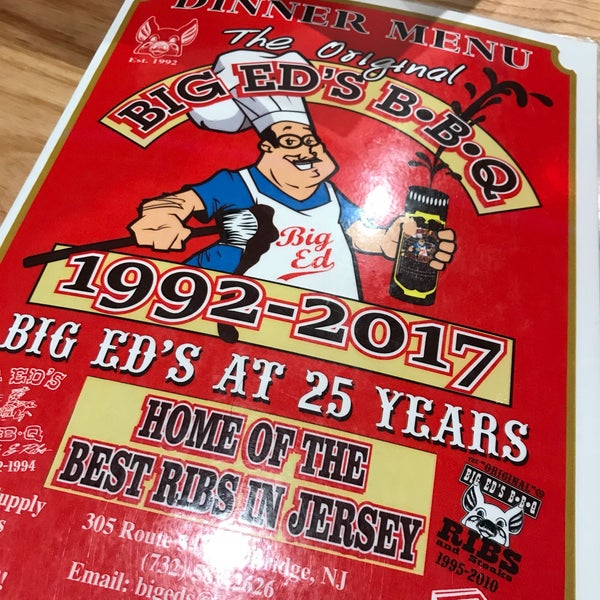 DINNER MENU
Est. 1992
The Original
BIG ED'S B·B·Q
Big
Ed
1992-2017
BIG ED'S AT 25 YEARS
HOME OF THE
BEST RIBS IN JERSEY
ED'S
-1994
THE "ORIGINAL"
BIG ED'S B·B·Q
RIBS
and Steaks
1995-2010
305 Route
NJ
(732)
2626
Email: